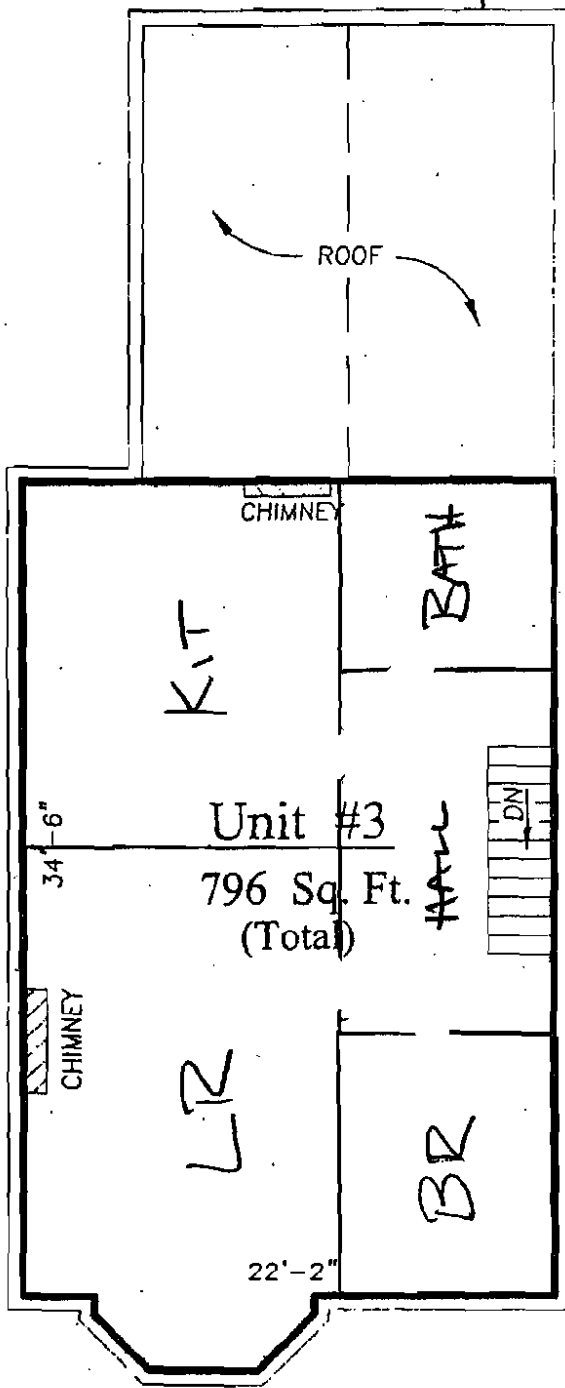 ROOF
CHIMNEY
BATH
KIT
34'-6"
Unit #3
DN
796 Sq. Ft.
(Total)
HALL
CHIMNEY
LR
BR
22'-2"